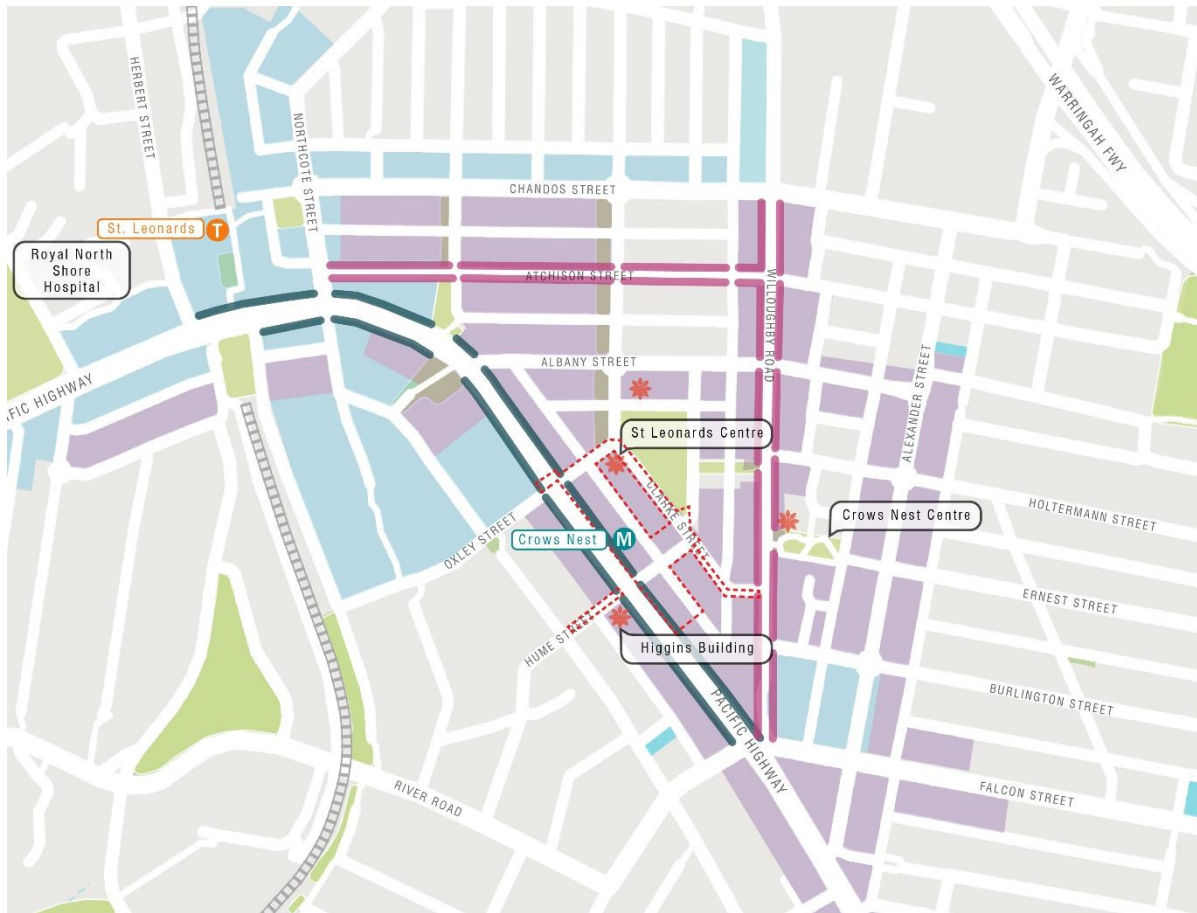 HERBERT STREET
NORTHCOTE STREET
WARRINGAH FWY
CHANDOS STREET
St. Leonards
T
Royal North
Shore
Hospital
ATCHISON STREET
WILLOUGHBY ROAD
ALBANY STREET
ALEXANDER STREET
FIC HIGHWAY
St Leonards Centre
CLARKE STREET
HOLTERMANN STREET
Crows Nest Centre
OXLEY STREET
Crows Nest
M
ERNEST STREET
HUME STREET
Higgins Building
BURLINGTON STREET
PACIFIC HIGHWAY
RIVER ROAD
FALCON STREET